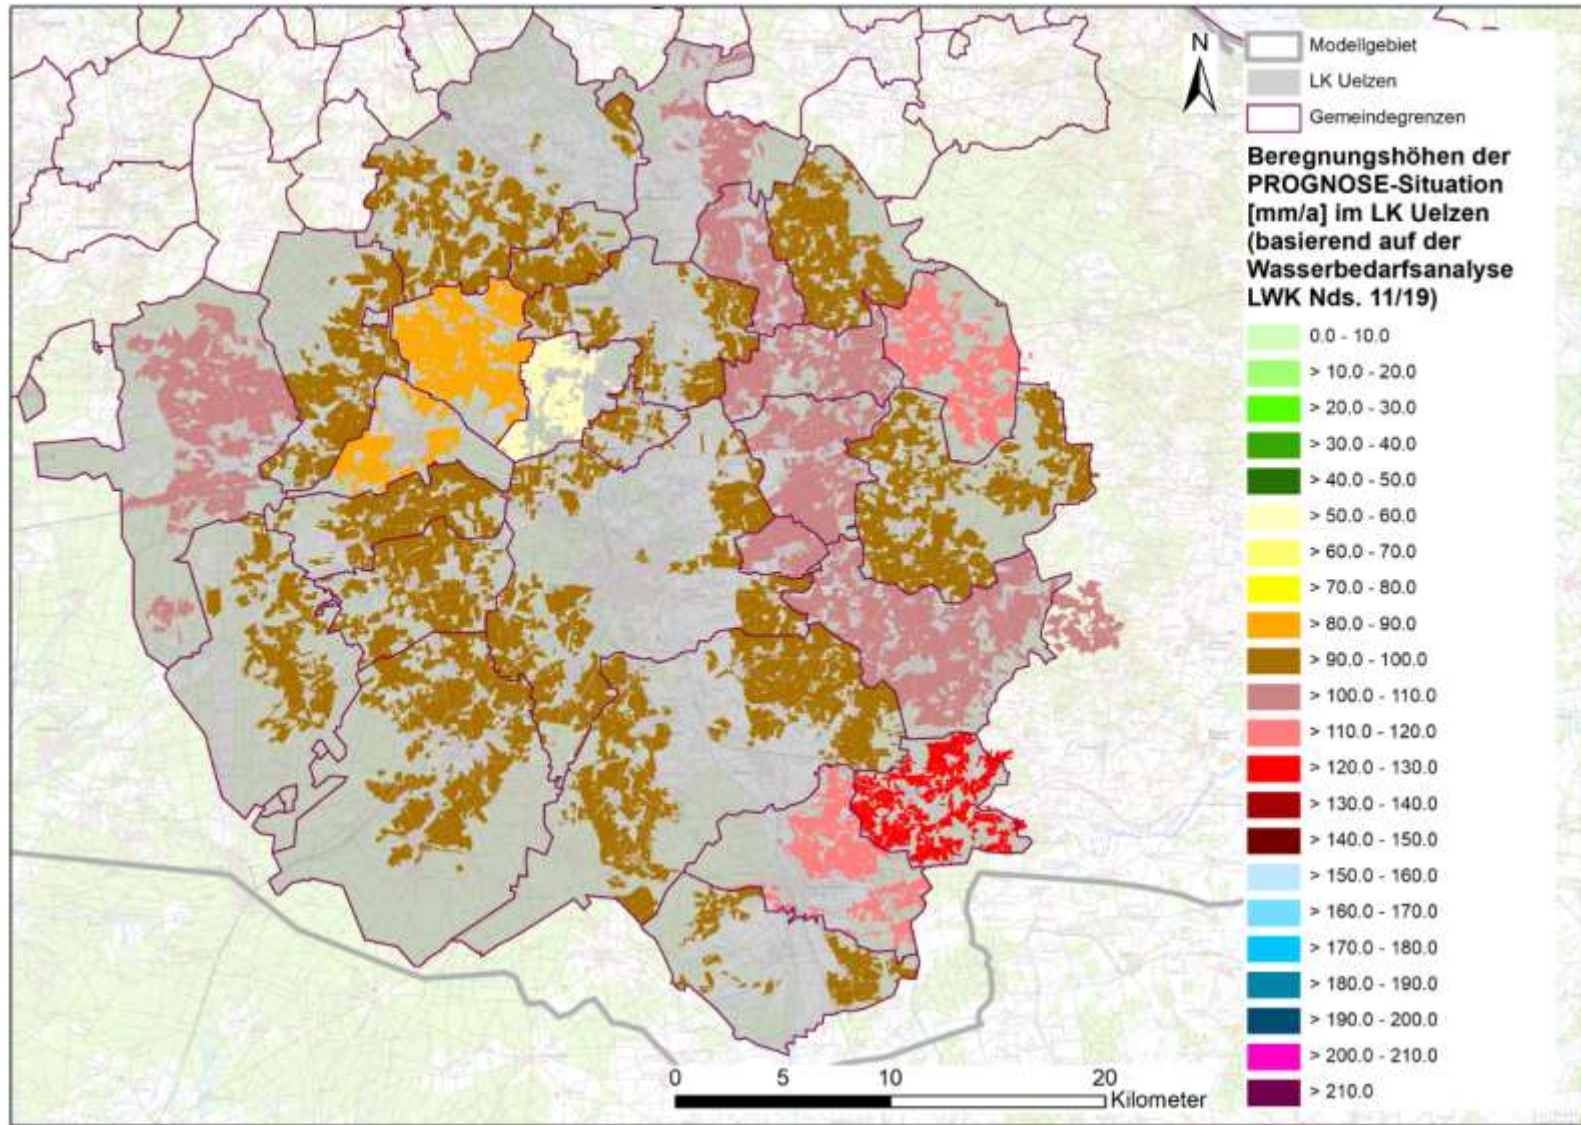 N
Modellgebiet
LK Uelzen
Gemeindegrenzen
Beregnungshöhen der
PROGNOSE-Situation
[mm/a] im LK Uelzen
(basierend auf der
Wasserbedarfsanalyse
LWK Nds. 11/19)
0.0 - 10.0
> 10.0 - 20.0
> 20.0 - 30.0
> 30.0 - 40.0
> 40.0 - 50.0
> 50.0 - 60.0
> 60.0 - 70.0
> 70.0 - 80.0
> 80.0 - 90.0
> 90.0 - 100.0
> 100.0 - 110.0
> 110.0 - 120.0
> 120.0 - 130.0
> 130.0 - 140.0
> 140.0 - 150.0
> 150.0 - 160.0
> 160.0 - 170.0
> 170.0 - 180.0
> 180.0 - 190.0
> 190.0 - 200.0
> 200.0 - 210.0
> 210.0
0 5 10 20
Kilometer